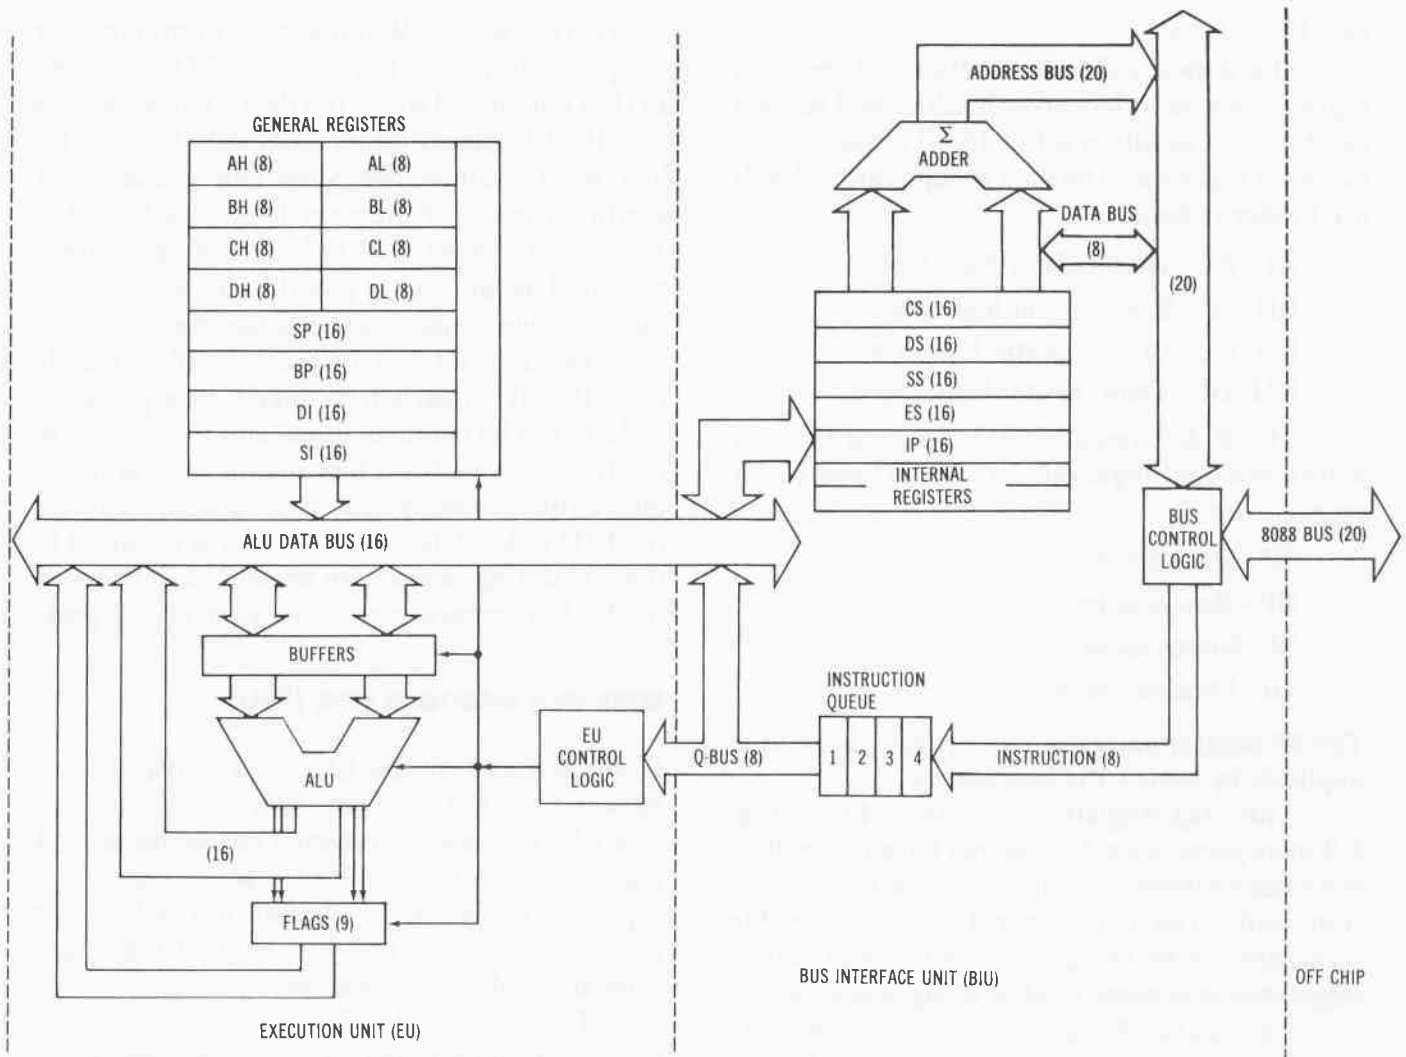 GENERAL REGISTERS
AH (8) AL (8)
BH (8) BL (8)
CH (8) CL (8)
DH (8) DL (8)
SP (16)
BP (16)
DI (16)
SI (16)
ALU DATA BUS (16)
BUFFERS
ALU
(16)
FLAGS (9)
EU
CONTROL
LOGIC
EXECUTION UNIT (EU)
ADDRESS BUS (20)
Σ
ADDER
DATA BUS
(8)
(20)
CS (16)
DS (16)
SS (16)
ES (16)
IP (16)
INTERNAL
REGISTERS
BUS
CONTROL
LOGIC
8088 BUS (20)
INSTRUCTION
QUEUE
Q-BUS (8)
1 2 3 4
INSTRUCTION (8)
BUS INTERFACE UNIT (BIU)
OFF CHIP